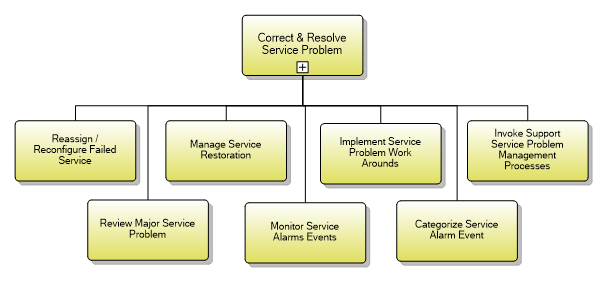 Correct & Resolve
Service Problem
Reassign /
Reconfigure Failed
Service
Manage Service
Restoration
Implement Service
Problem Work
Arounds
Invoke Support
Service Problem
Management
Processes
Review Major Service
Problem
Monitor Service
Alarms Events
Categorize Service
Alarm Event